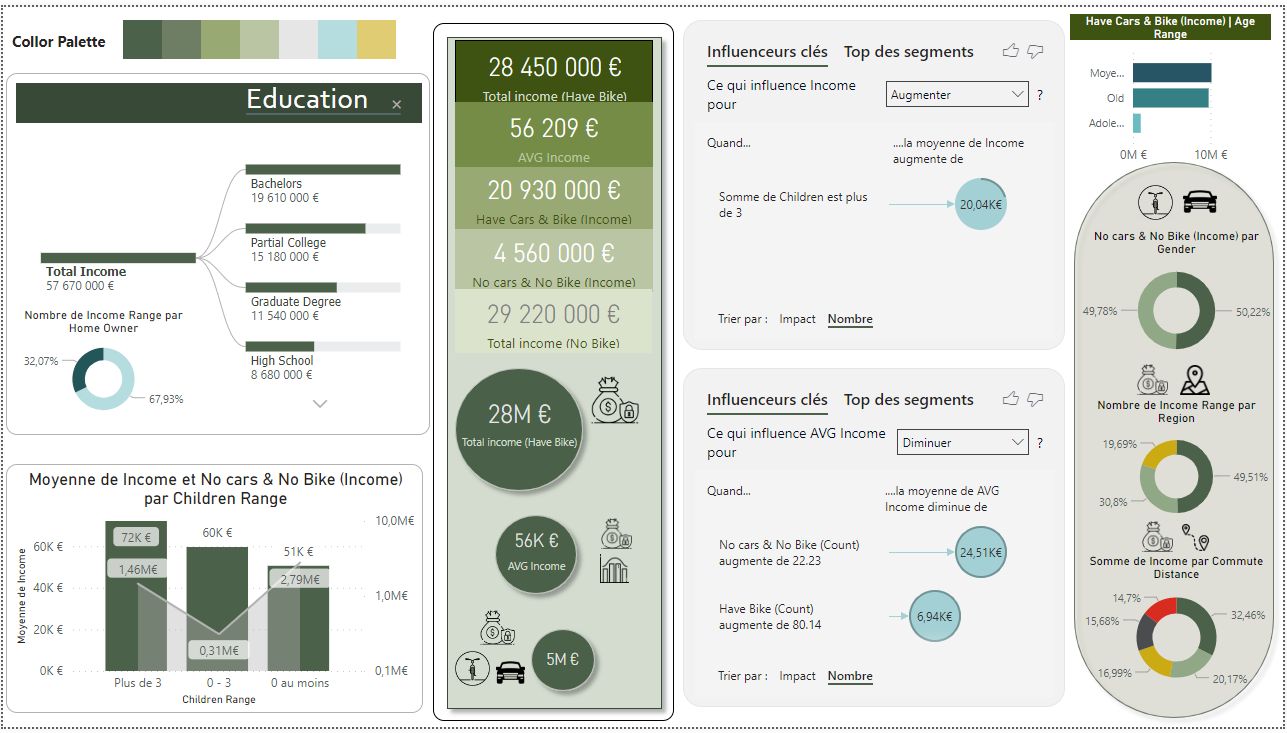 Collor Palette
Education ×
Bachelors
19 610 000 €
Partial College
15 180 000 €
Total Income
57 670 000 €
Graduate Degree
11 540 000 €
High School
8 680 000 €
Nombre de Income Range par
Home Owner
32,07%
67,93%
Moyenne de Income et No cars & No Bike (Income)
par Children Range
Moyenne de Income
60K €
40K €
20K €
0K €
72K €
60K €
51K €
1,46M€
0,31M€
2,79M€
10,0M€
1,0M€
0,1M€
Plus de 3
0 - 3
0 au moins
Children Range
28 450 000 €
Total income (Have Bike)
56 209 €
AVG Income
20 930 000 €
Have Cars & Bike (Income)
4 560 000 €
No cars & No Bike (Income)
29 220 000 €
Total income (No Bike)
28M €
Total income (Have Bike)
56K €
AVG Income
5M €
Influenceurs clés Top des segments
Ce qui influence Income
pour
Augmenter
?
Quand...
....la moyenne de Income
augmente de
Somme de Children est plus
de 3
20,04K€
Trier par : Impact Nombre
Influenceurs clés Top des segments
Ce qui influence AVG Income
pour
Diminuer
?
Quand...
....la moyenne de AVG
Income diminue de
No cars & No Bike (Count)
augmente de 22.23
24,51K€
Have Bike (Count)
augmente de 80.14
6,94K€
Trier par : Impact Nombre
Have Cars & Bike (Income) | Age
Range
Moye...
Old
Adole...
0M €
10M €
No cars & No Bike (Income) par
Gender
49,78%
50,22%
Nombre de Income Range par
Region
19,69%
49,51%
30,8%
Somme de Income par Commute
Distance
14,7%
32,46%
15,68%
16,99%
20,17%